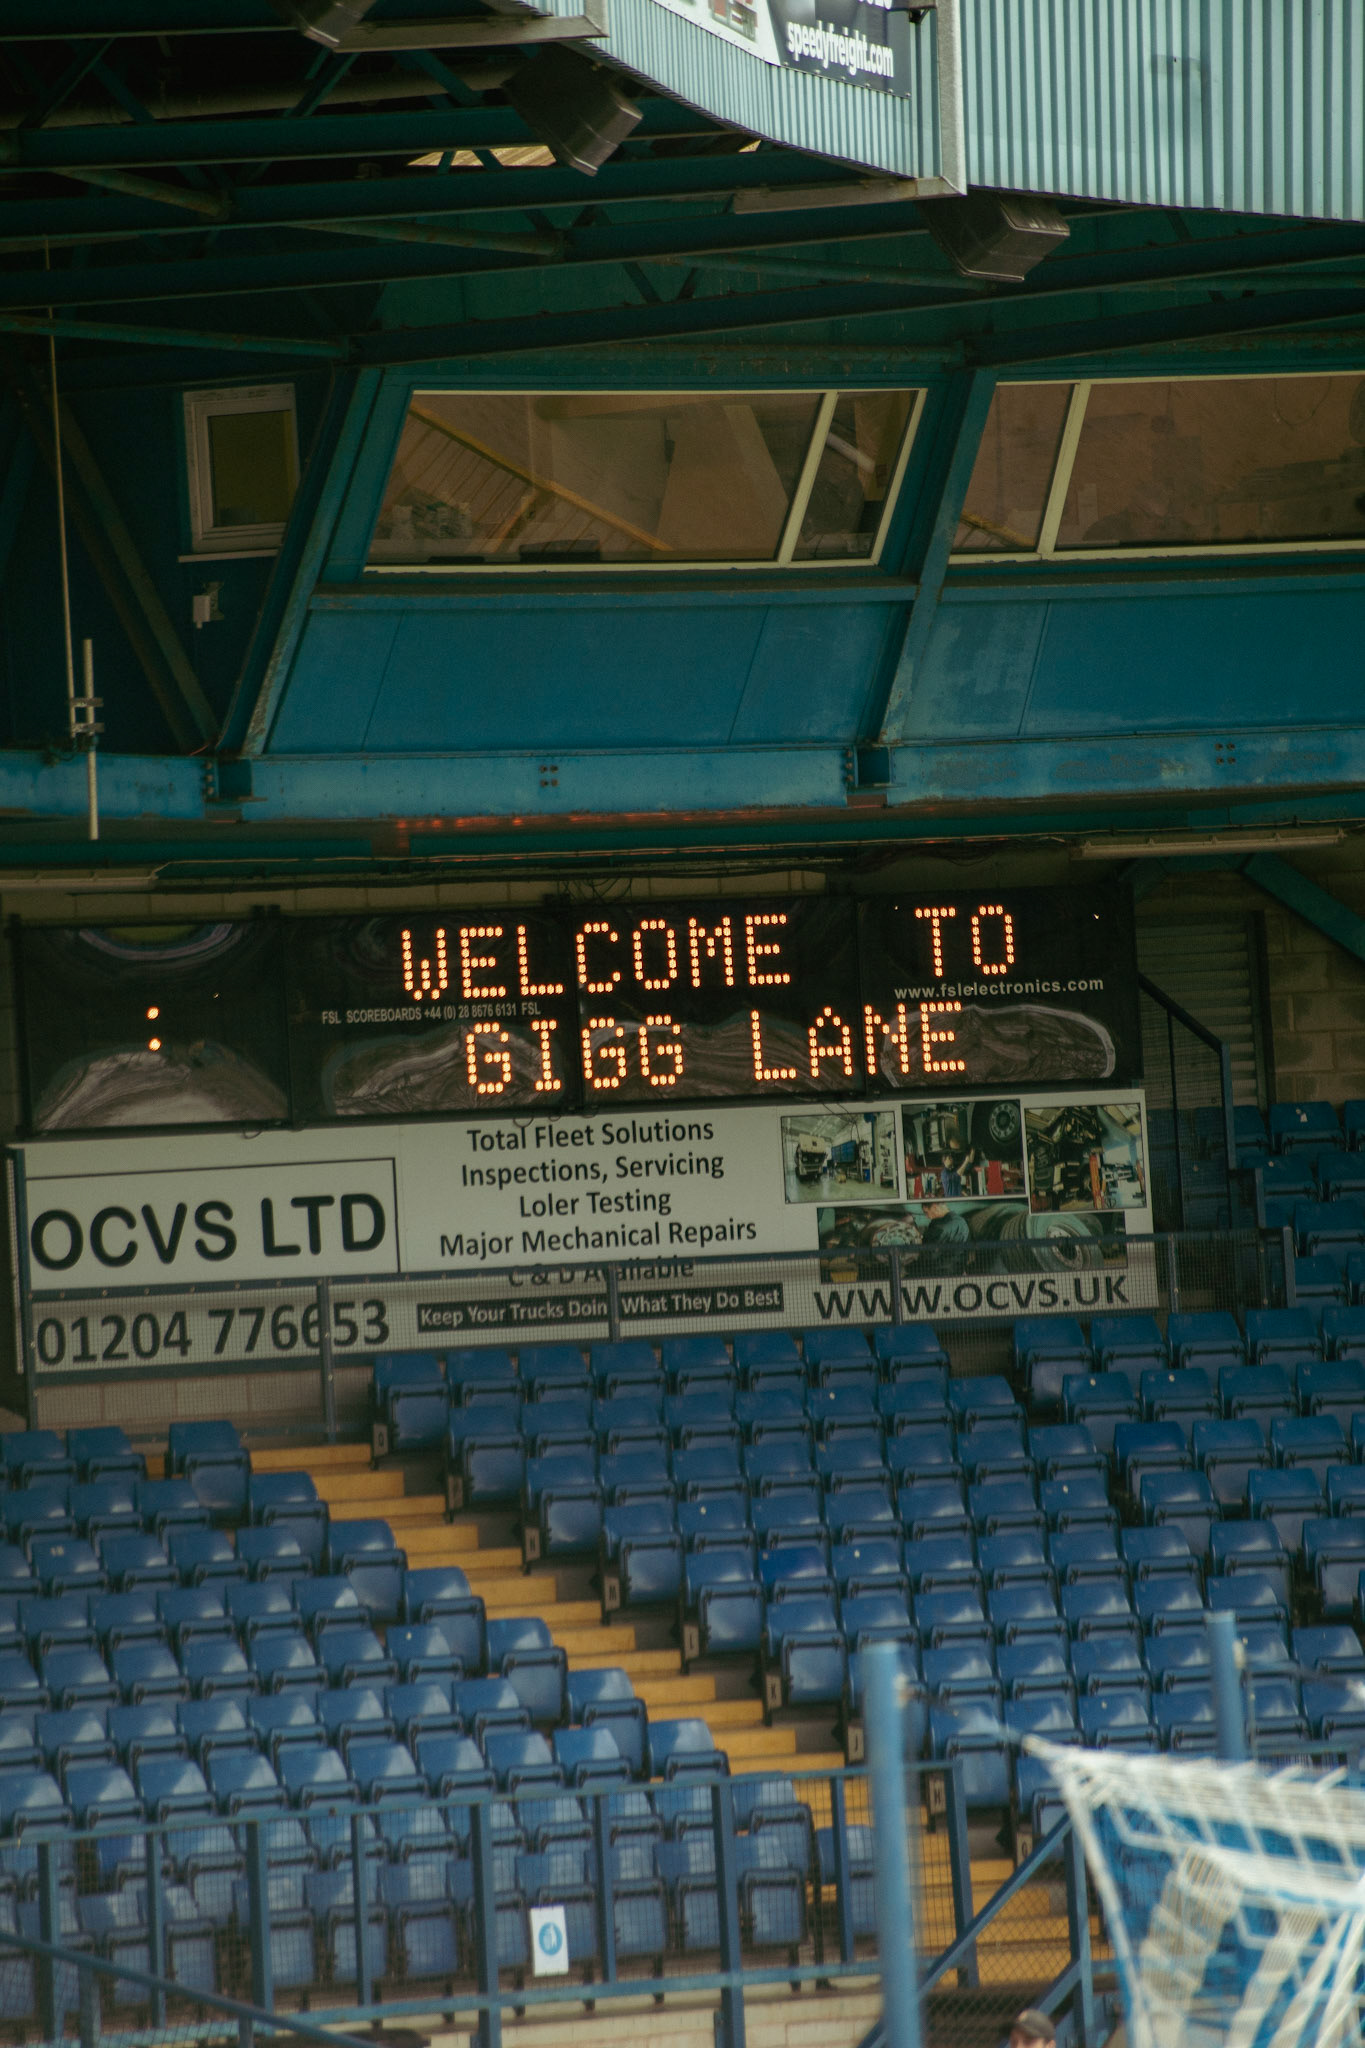 speedyfreight.com
WELCOME TO
FSL SCOREBOARDS +44 (0) 28 8676 6131 FSL
www.fslelectronics.com
:
GIGG LANE
OCVS LTD
01204 776653
Total Fleet Solutions
Inspections, Servicing
Loler Testing
Major Mechanical Repairs
C & D Available
Keep Your Trucks Doin What They Do Best
WWW.OCVS.UK